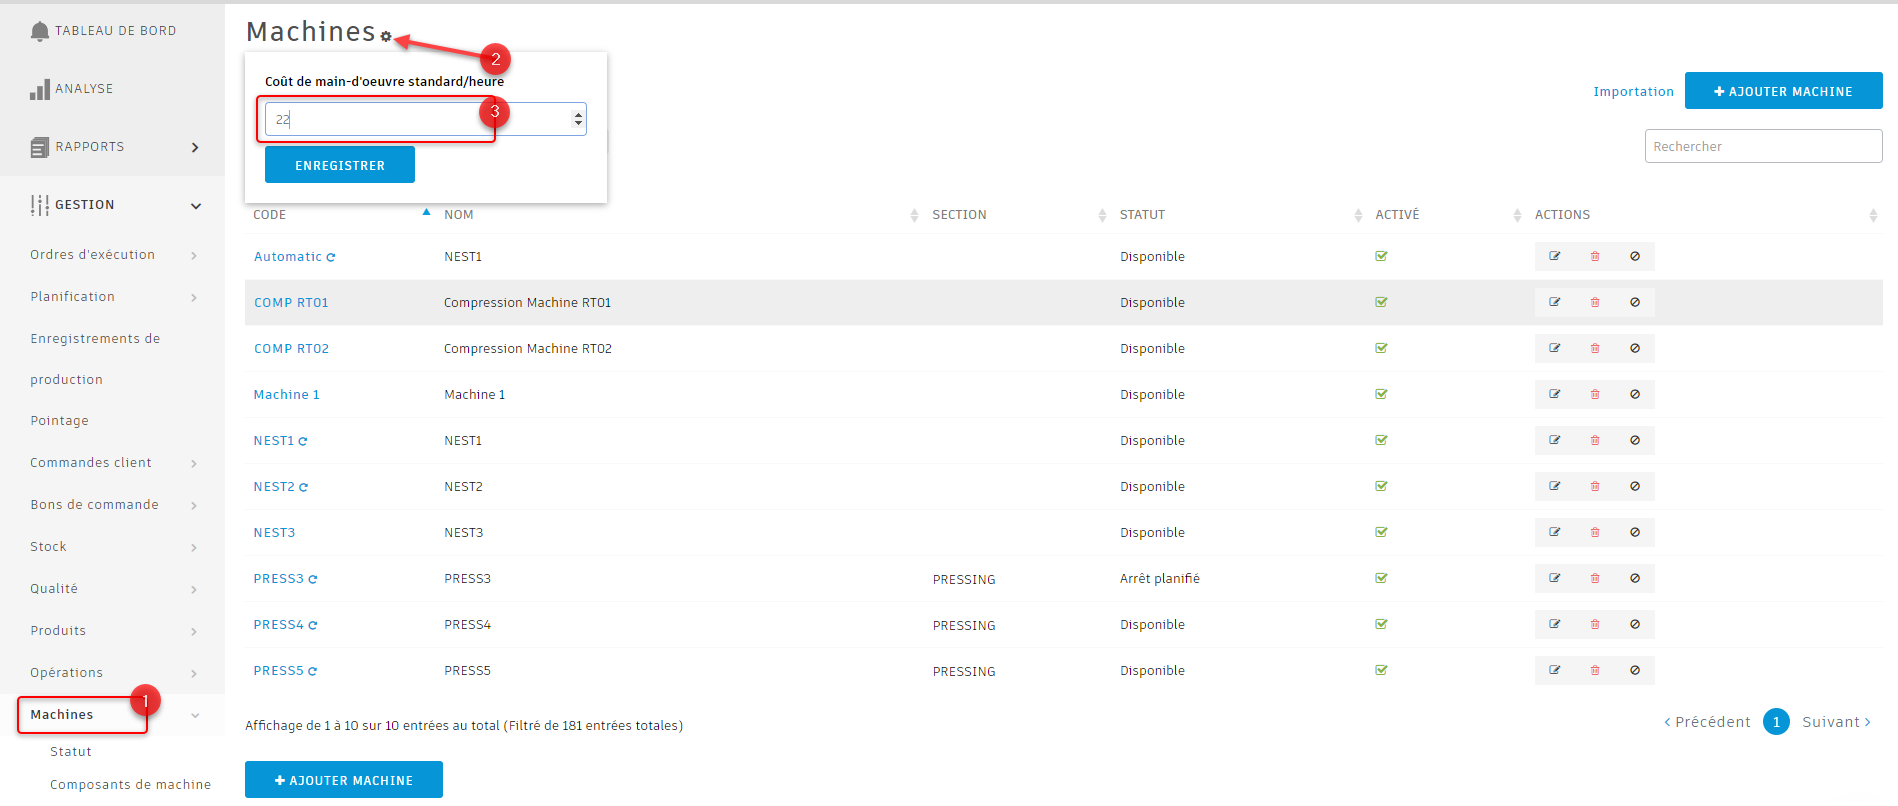 TABLEAU DE BORD
ANALYSE
RAPPORTS
GESTION
Ordres d'exécution
Planification
Enregistrements de
production
Pointage
Commandes client
Bons de commande
Stock
Qualité
Produits
Opérations
Machines
1
Statut
Composants de machine
Machines
2
Coût de main-d'oeuvre standard/heure
22
3
ENREGISTRER
Importation
AJOUTER MACHINE
Rechercher
CODE NOM SECTION STATUT ACTIVÉ ACTIONS
Automatic NEST1 Disponible
COMP RT01 Compression Machine RT01 Disponible
COMP RT02 Compression Machine RT02 Disponible
Machine 1 Machine 1 Disponible
NEST1 NEST1 Disponible
NEST2 NEST2 Disponible
NEST3 NEST3 Disponible
PRESS3 PRESS3 PRESSING Arrêt planifié
PRESS4 PRESS4 PRESSING Disponible
PRESS5 PRESS5 PRESSING Disponible
Affichage de 1 à 10 sur 10 entrées au total (Filtré de 181 entrées totales)
Précédent 1 Suivant
AJOUTER MACHINE